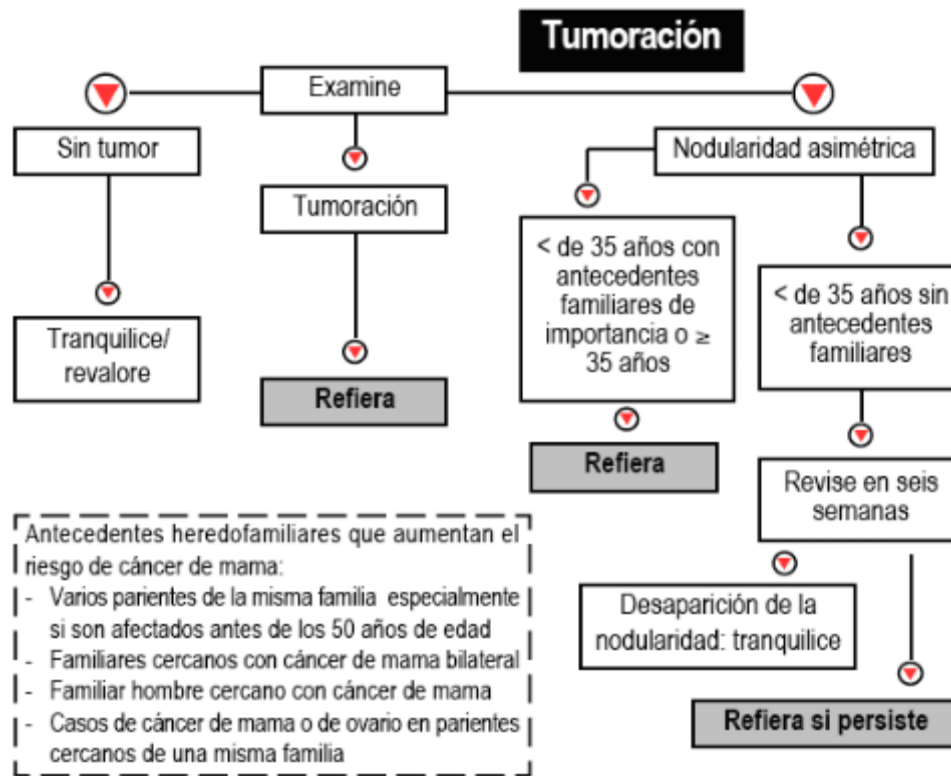 Tumoración
Examine
Sin tumor
Tranquilice/
revalore
Tumoración
Refiera
Nodularidad asimétrica
< de 35 años con
antecedentes
familiares de
importancia o ≥
35 años
Refiera
< de 35 años sin
antecedentes
familiares
Revise en seis
semanas
Desaparición de la
nodularidad: tranquilice
Refiera si persiste
Antecedentes heredofamiliares que aumentan el
riesgo de cáncer de mama:
- Varios parientes de la misma familia especialmente
si son afectados antes de los 50 años de edad
- Familiares cercanos con cáncer de mama bilateral
- Familiar hombre cercano con cáncer de mama
- Casos de cáncer de mama o de ovario en parientes
cercanos de una misma familia